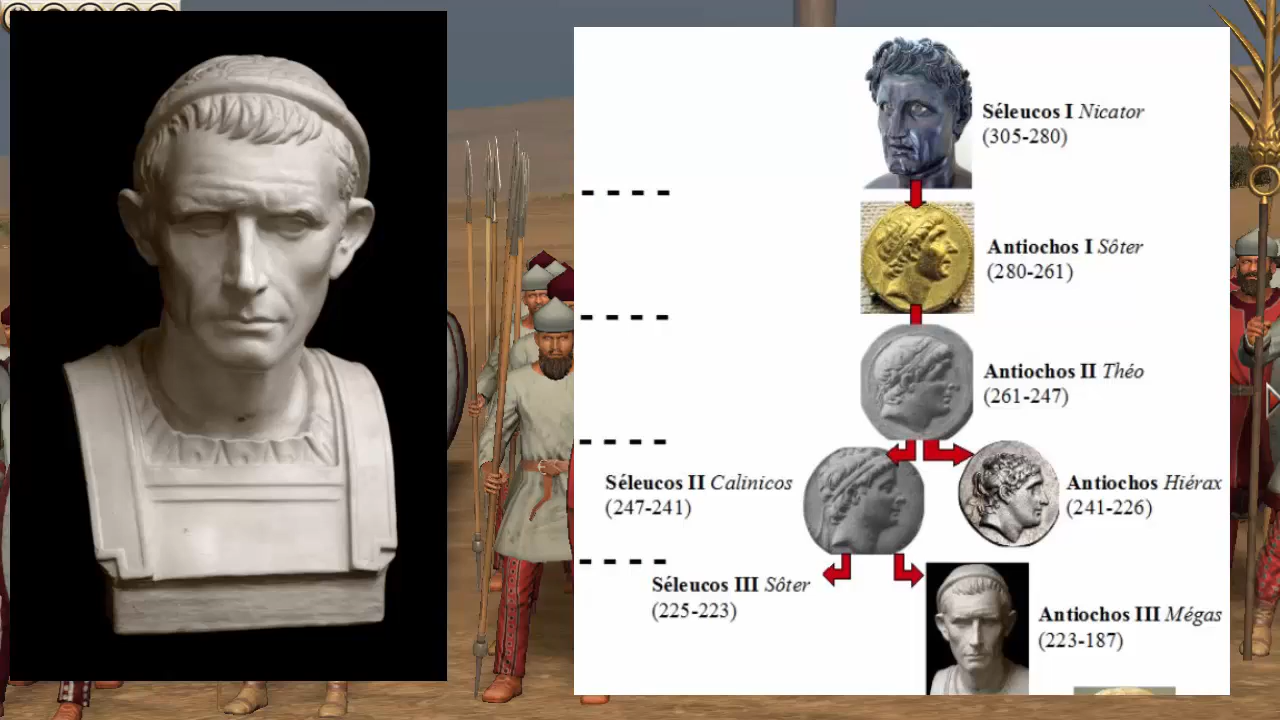 Séleucos I Nicator
(305-280)
Antiochos I Sôter
(280-261)
Antiochos II Théo
(261-247)
Séleucos II Calinicos
(247-241)
Antiochos Hiérax
(241-226)
Séleucos III Sôter
(225-223)
Antiochos III Mégas
(223-187)